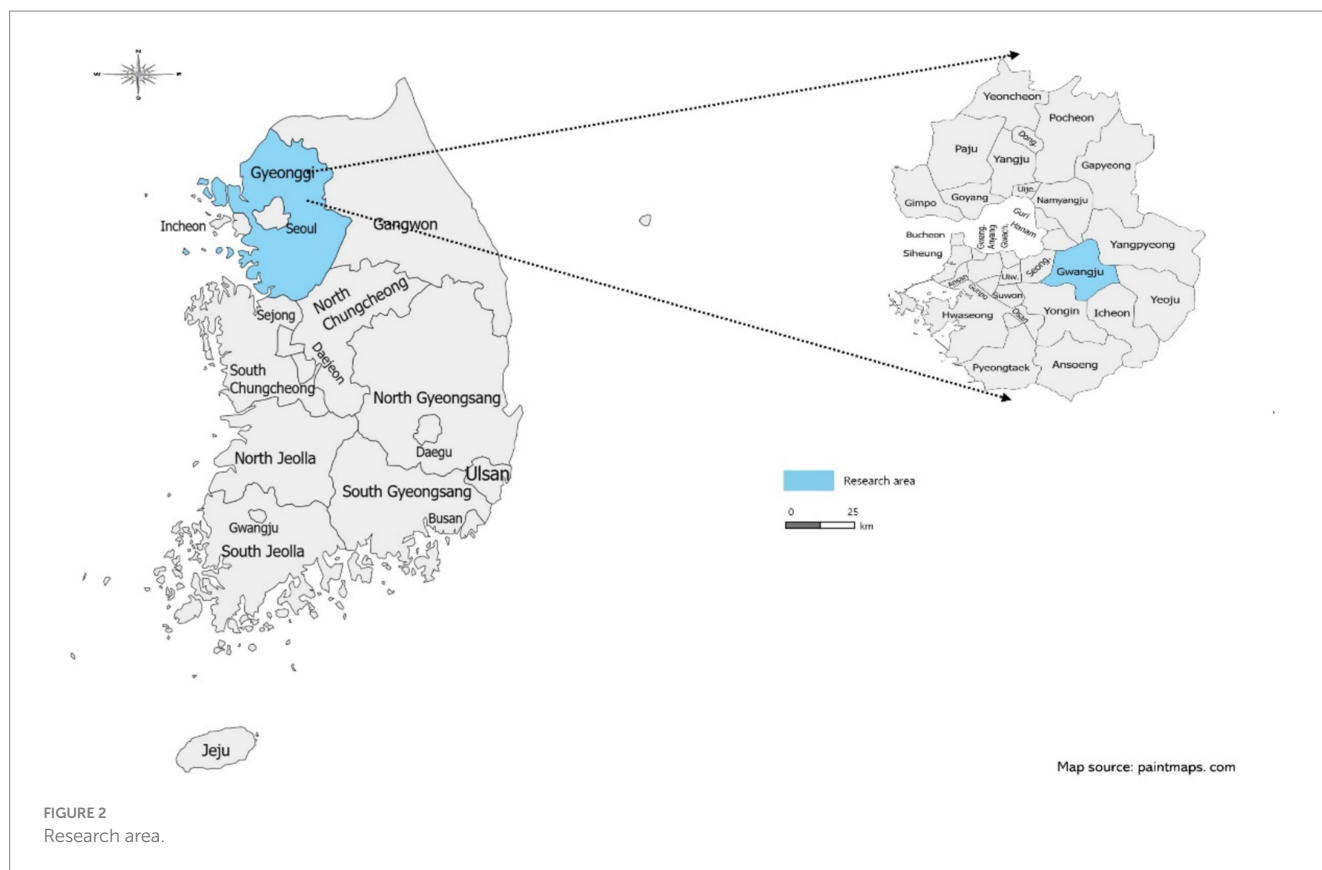 N
W
E
S
Gyeonggi
Incheon
Seoul
Gangwon
North
Chungcheong
Sejong
Daejeon
South
Chungcheong
North Gyeongsang
Daegu
North Jeolla
Ulsan
South Gyeongsang
Busan
Gwangju
South Jeolla
Jeju
Yeoncheon
Pocheon
Dong.
Paju
Yangju
Gapyeong
Uije.
Goyang
Namyangju
Gimpo
Guri
Hanam
Bucheon
Anyang
Yangpyeong
Siheung
Seong.
Gwangju
Ansan
Uiw.
Gunpo
Suwon
Yeoju
Hwaseong
Osan
Yongin
Icheon
Pyeongtaek
Ansoeng
Research area
0 25
km
Map source: paintmaps. com
FIGURE 2
Research area.